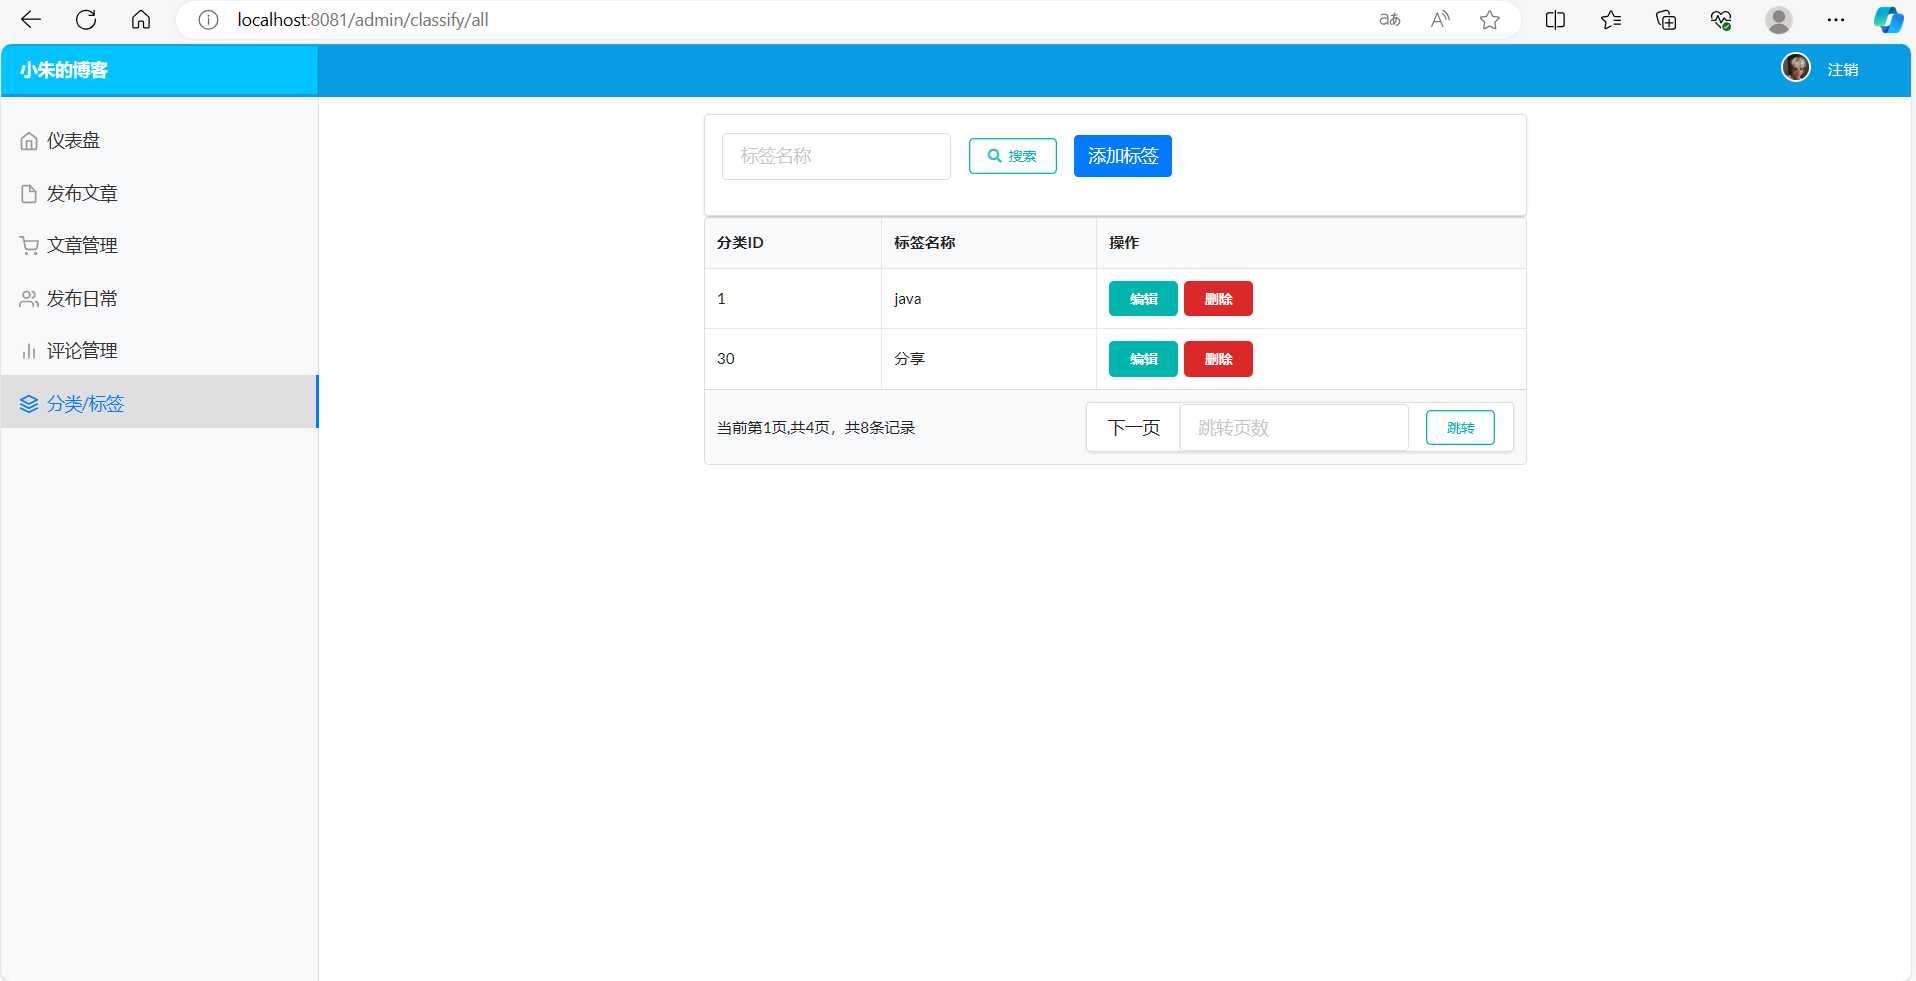 localhost:8081/admin/classify/all
小朱的博客
注销
仪表盘
发布文章
文章管理
发布日常
评论管理
分类/标签
标签名称 搜索 添加标签
分类ID 标签名称 操作
1 java 编辑 删除
30 分享 编辑 删除
当前第1页,共4页，共8条记录 下一页 跳转页数 跳转